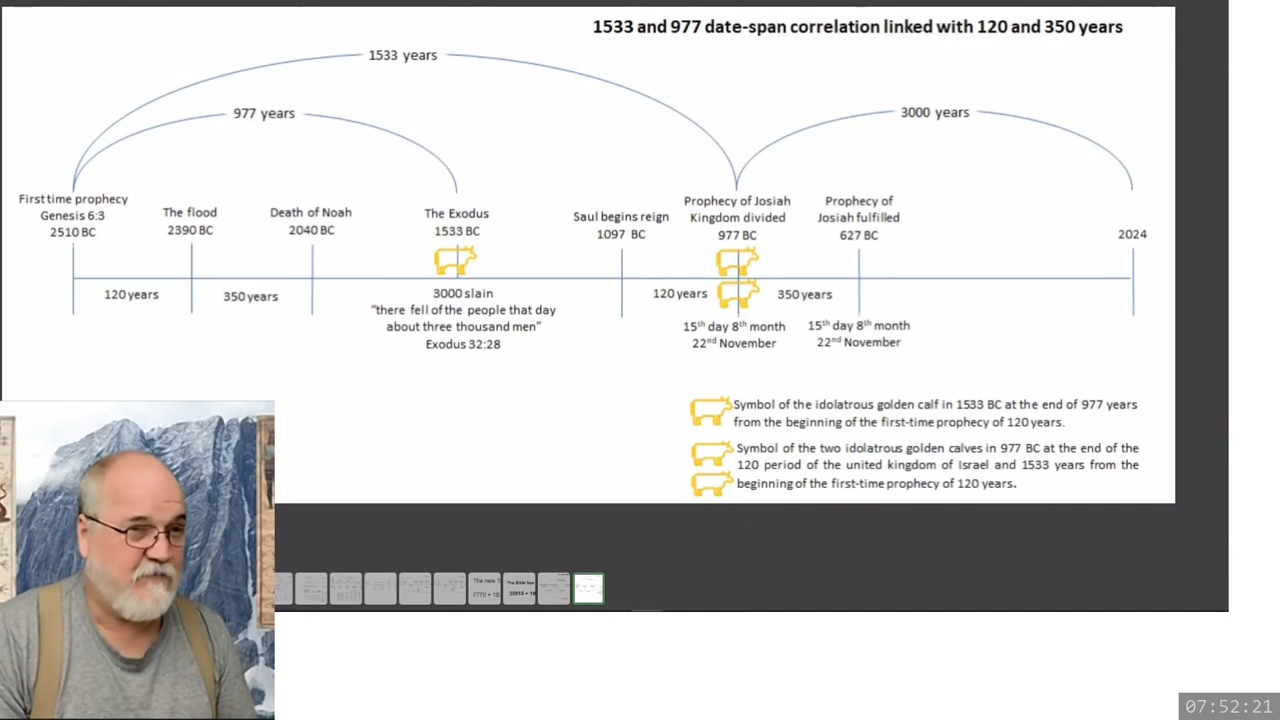 1533 and 977 date-span correlation linked with 120 and 350 years
1533 years
977 years
3000 years
First time prophecy
Genesis 6:3
2510 BC
The flood
2390 BC
Death of Noah
2040 BC
The Exodus
1533 BC
Saul begins reign
1097 BC
Prophecy of Josiah
Kingdom divided
977 BC
Prophecy of
Josiah fulfilled
627 BC
2024
120 years
350 years
3000 slain
"there fell of the people that day
about three thousand men"
Exodus 32:28
120 years
350 years
15th day 8th month
22nd November
15th day 8th month
22nd November
Symbol of the idolatrous golden calf in 1533 BC at the end of 977 years
from the beginning of the first-time prophecy of 120 years.
Symbol of the two idolatrous golden calves in 977 BC at the end of the
120 period of the united kingdom of Israel and 1533 years from the
beginning of the first-time prophecy of 120 years.
The new
The Bible has
07:52:21